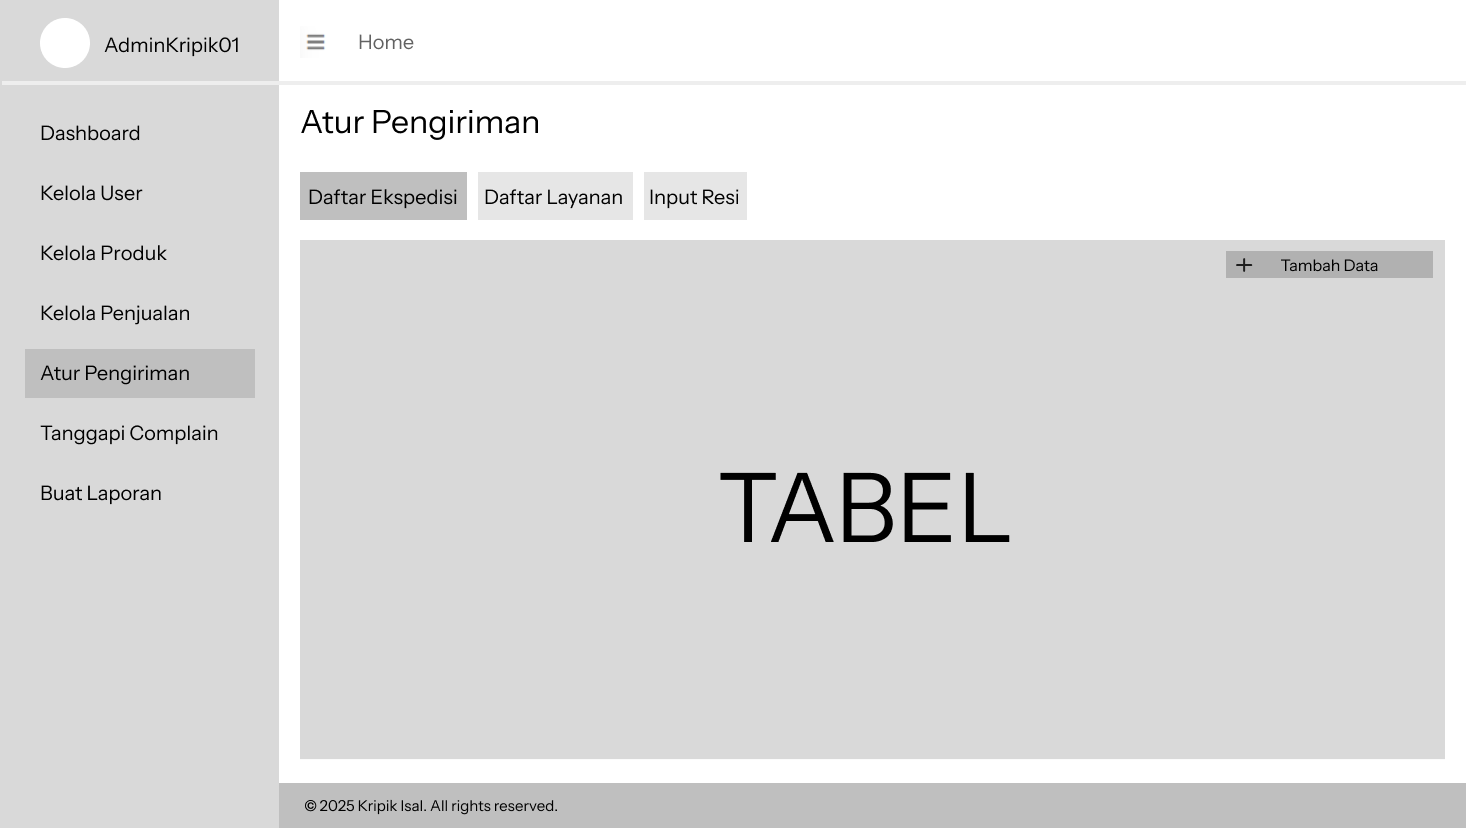 AdminKripik01
Home
Dashboard
Kelola User
Kelola Produk
Kelola Penjualan
Atur Pengiriman
Tanggapi Complain
Buat Laporan
Atur Pengiriman
Daftar Ekspedisi
Daftar Layanan
Input Resi
Tambah Data
TABEL
© 2025 Kripik Isal. All rights reserved.